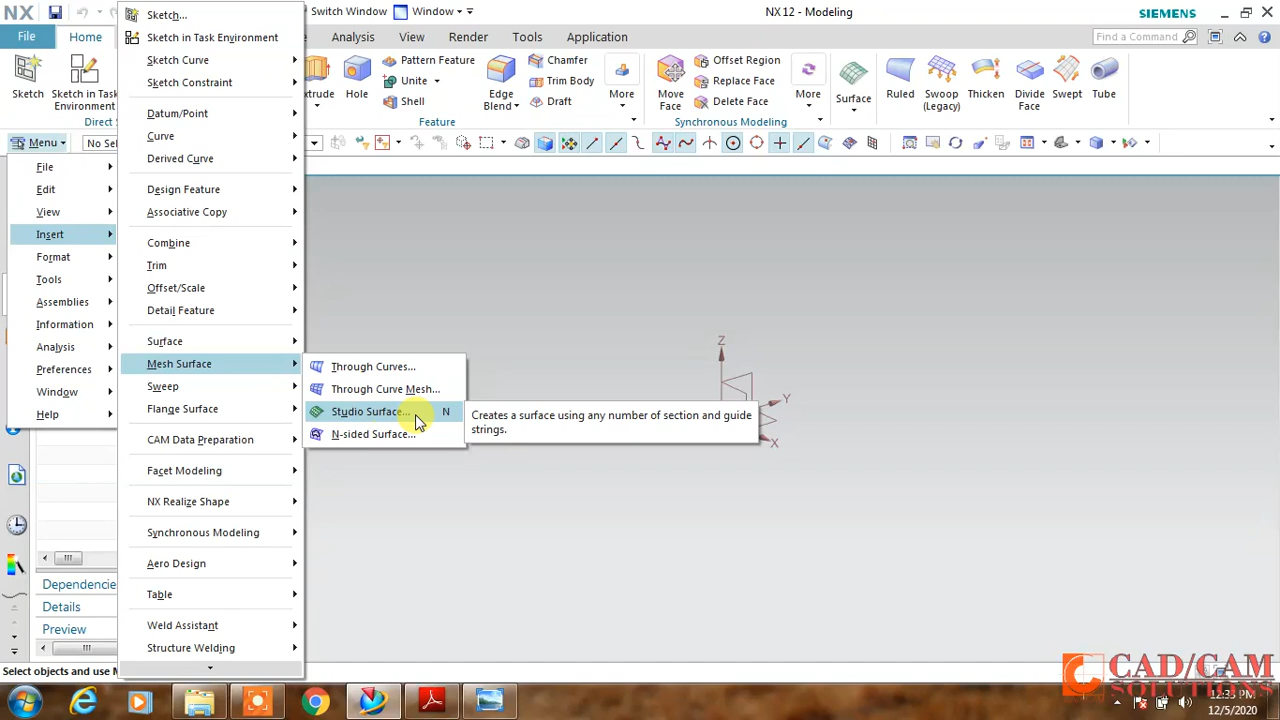 NX
Switch Window
Window
NX 12 - Modeling
SIEMENS
File
Home
Analysis
View
Render
Tools
Application
Find a Command
Sketch
Sketch in Task Environment
Pattern Feature
Unite
Shell
Hole
Edge Blend
Chamfer
Trim Body
Draft
More
Feature
Move Face
Offset Region
Replace Face
Delete Face
More
Synchronous Modeling
Surface
Ruled
Swoop (Legacy)
Thicken
Divide Face
Swept
Tube
Menu
File
Edit
View
Insert
Format
Tools
Assemblies
Information
Analysis
Preferences
Window
Help
Sketch...
Sketch in Task Environment
Sketch Curve
Sketch Constraint
Datum/Point
Curve
Derived Curve
Design Feature
Associative Copy
Combine
Trim
Offset/Scale
Detail Feature
Surface
Mesh Surface
Sweep
Flange Surface
CAM Data Preparation
Facet Modeling
NX Realize Shape
Synchronous Modeling
Aero Design
Table
Weld Assistant
Structure Welding
Through Curves...
Through Curve Mesh...
Studio Surface... N
N-sided Surface...
Creates a surface using any number of section and guide
strings.
Z
Y
X
Details
Preview
Select objects and use
CAD/CAM
SOLUTIONS
12/5/2020